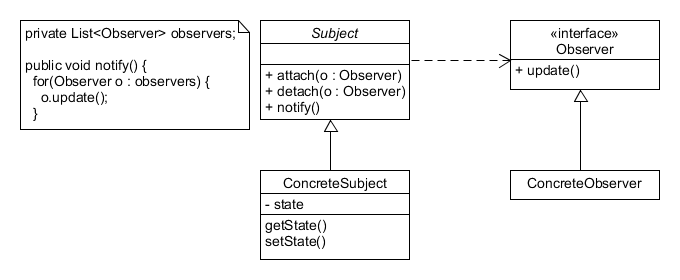 private List<Observer> observers;
public void notify() {
for(Observer o : observers) {
o.update();
}
Subject
+ attach(o : Observer)
+ detach(o : Observer)
+ notify()
«interface»
Observer
+ update()
ConcreteSubject
- state
getState()
setState()
ConcreteObserver